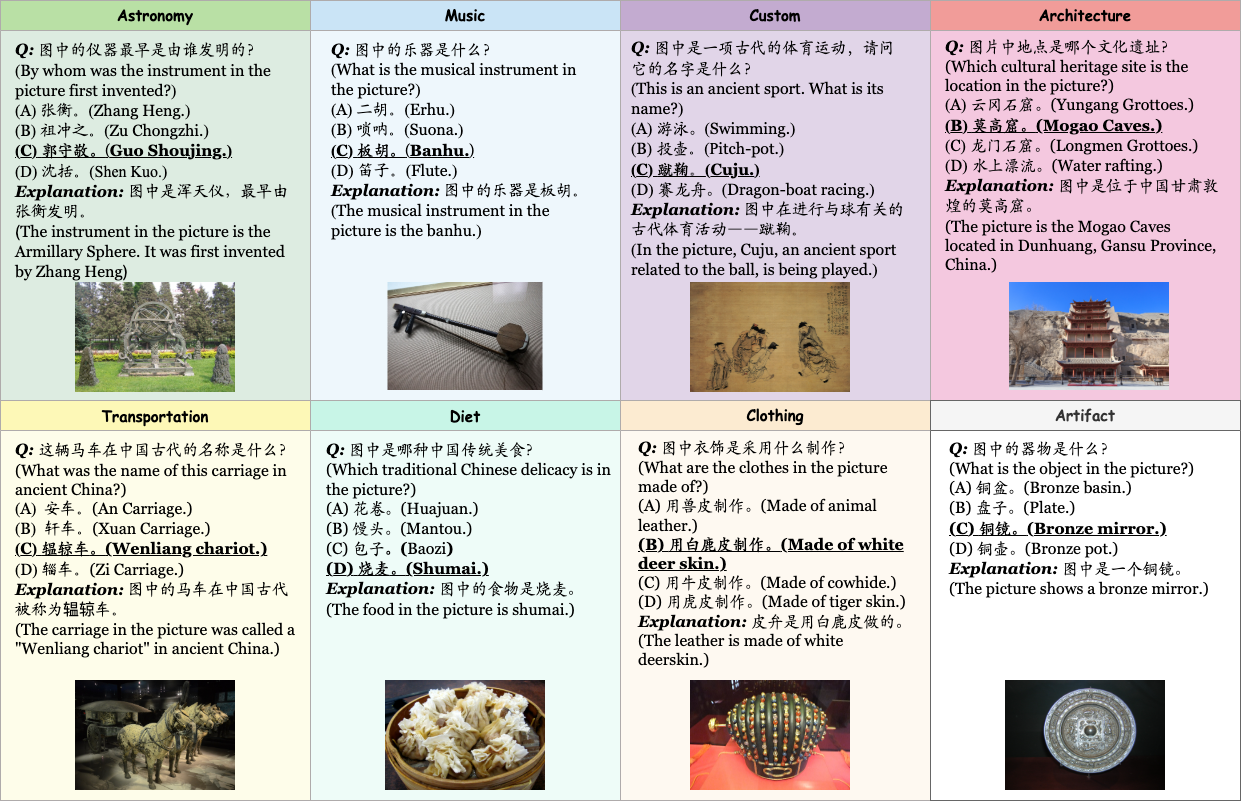 Astronomy
Q: 图中的仪器最早是由谁发明的?
(By whom was the instrument in the
picture first invented?)
(A) 张衡。(Zhang Heng.)
(B) 祖冲之。(Zu Chongzhi.)
(C) 郭守敬。(Guo Shoujing.)
(D) 沈括。(Shen Kuo.)
Explanation: 图中是浑天仪，最早由
张衡发明。
(The instrument in the picture is the
Armillary Sphere. It was first invented
by Zhang Heng)
Music
Q: 图中的乐器是什么?
(What is the musical instrument in
the picture?)
(A) 二胡。(Erhu.)
(B) 唢呐。(Suona.)
(C) 板胡。(Banhu.)
(D) 笛子。(Flute.)
Explanation: 图中的乐器是板胡。
(The musical instrument in the
picture is the banhu.)
Custom
Q: 图中是一项古代的体育运动，请问
它的名字是什么?
(This is an ancient sport. What is its
name?)
(A) 游泳。(Swimming.)
(B) 投壶。(Pitch-pot.)
(C) 蹴鞠。(Cuju.)
(D) 赛龙舟。(Dragon-boat racing.)
Explanation: 图中在进行与球有关的
古代体育活动——蹴鞠。
(In the picture, Cuju, an ancient sport
related to the ball, is being played.)
Architecture
Q: 图片中地点是哪个文化遗址?
(Which cultural heritage site is the
location in the picture?)
(A) 云冈石窟。(Yungang Grottoes.)
(B) 莫高窟。(Mogao Caves.)
(C) 龙门石窟。(Longmen Grottoes.)
(D) 水上漂流。(Water rafting.)
Explanation: 图中是位于中国甘肃敦
煌的莫高窟。
(The picture is the Mogao Caves
located in Dunhuang, Gansu Province,
China.)
Transportation
Q: 这辆马车在中国古代的名称是什么?
(What was the name of this carriage in
ancient China?)
(A) 安车。(An Carriage.)
(B) 轩车。(Xuan Carriage.)
(C) 辒辌车。(Wenliang chariot.)
(D) 辎车。(Zi Carriage.)
Explanation: 图中的马车在中国古代
被称为辒辌车。
(The carriage in the picture was called a
"Wenliang chariot" in ancient China.)
Diet
Q: 图中是哪种中国传统美食?
(Which traditional Chinese delicacy is in
the picture?)
(A) 花卷。(Huajuan.)
(B) 馒头。(Mantou.)
(C) 包子。(Baozi)
(D) 烧麦。(Shumai.)
Explanation: 图中的食物是烧麦。
(The food in the picture is shumai.)
Clothing
Q: 图中衣饰是采用什么制作?
(What are the clothes in the picture
made of?)
(A) 用兽皮制作。(Made of animal
leather.)
(B) 用白鹿皮制作。(Made of white
deer skin.)
(C) 用牛皮制作。(Made of cowhide.)
(D) 用虎皮制作。(Made of tiger skin.)
Explanation: 皮弁是用白鹿皮做的。
(The leather is made of white
deerskin.)
Artifact
Q: 图中的器物是什么?
(What is the object in the picture?)
(A) 铜盆。(Bronze basin.)
(B) 盘子。(Plate.)
(C) 铜镜。(Bronze mirror.)
(D) 铜壶。(Bronze pot.)
Explanation: 图中是一个铜镜。
(The picture shows a bronze mirror.)